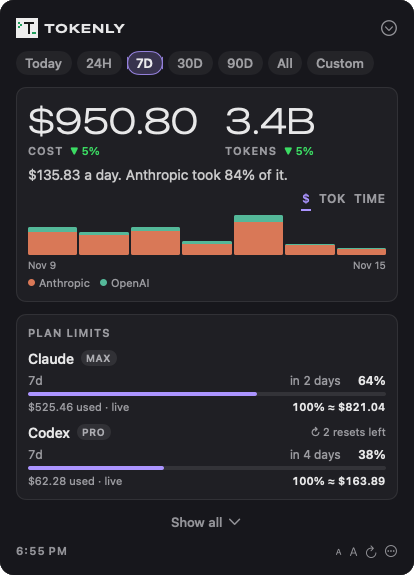 TOKENLY
Today 24H 7D 30D 90D All Custom
$950.80 3.4B
COST ▼ 5% TOKENS ▼ 5%
$135.83 a day. Anthropic took 84% of it.
$ TOK TIME
Nov 9 Nov 15
Anthropic OpenAI
PLAN LIMITS
Claude MAX
7d in 2 days 64%
$525.46 used · live 100% ≈ $821.04
Codex PRO 2 resets left
7d in 4 days 38%
$62.28 used · live 100% ≈ $163.89
Show all
6:55 PM A A